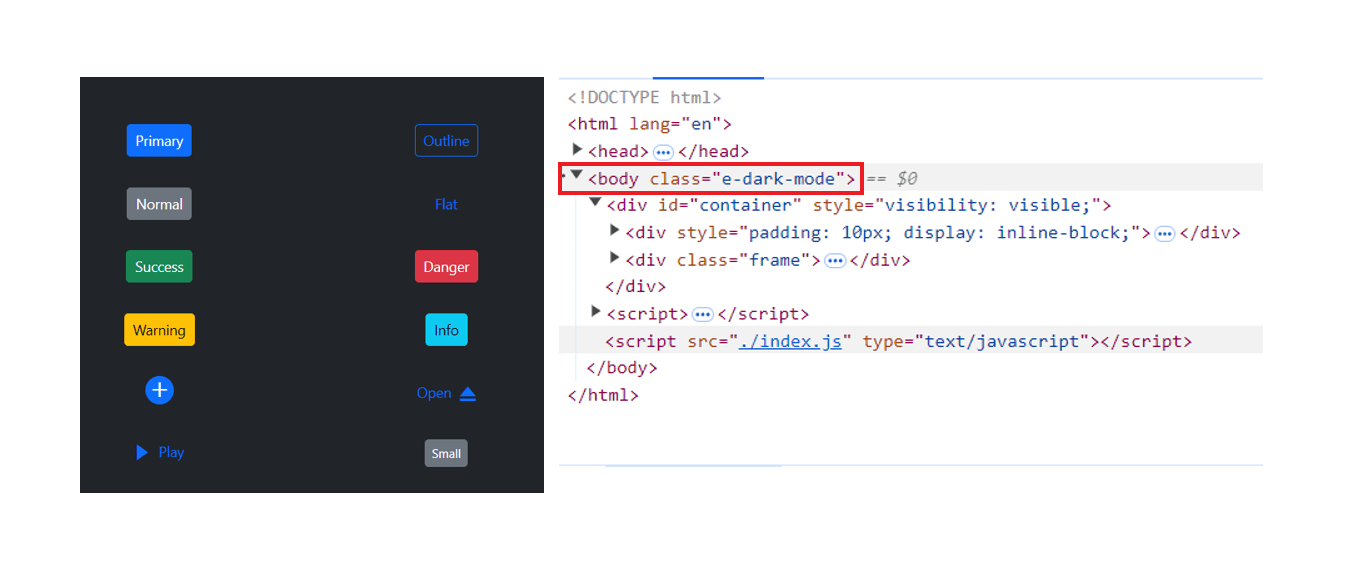 Primary Outline
Normal Flat
Success Danger
Warning Info
Open
Play Small
<!DOCTYPE html>
<html lang="en">
<head> ••• </head>
<body class="e-dark-mode"> == $0
<div id="container" style="visibility: visible;">
<div style="padding: 10px; display: inline-block;"> ••• </div>
<div class="frame"> ••• </div>
</div>
<script> ••• </script>
<script src="./index.js" type="text/javascript"></script>
</body>
</html>